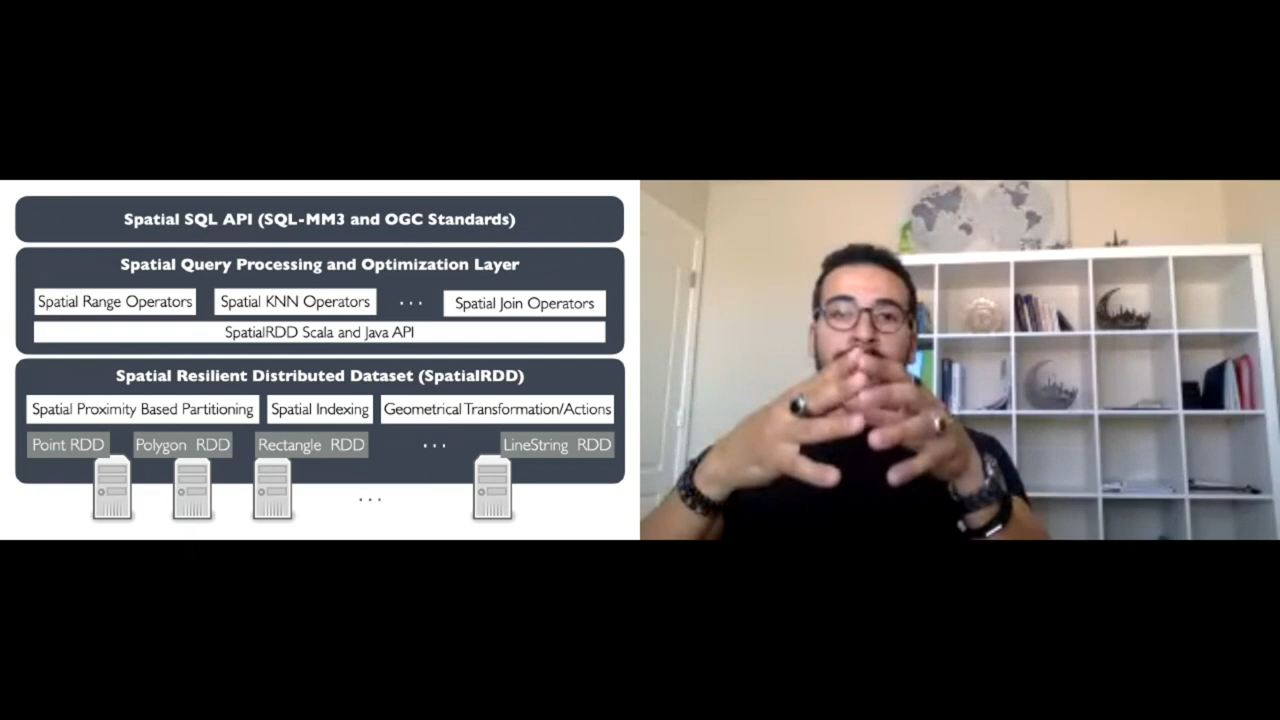 Spatial SQL API (SQL-MM3 and OGC Standards)
Spatial Query Processing and Optimization Layer
Spatial Range Operators
Spatial KNN Operators
. . .
Spatial Join Operators
SpatialRDD Scala and Java API
Spatial Resilient Distributed Dataset (SpatialRDD)
Spatial Proximity Based Partitioning
Spatial Indexing
Geometrical Transformation/Actions
Point RDD
Polygon RDD
Rectangle RDD
. . .
LineString RDD
. . .